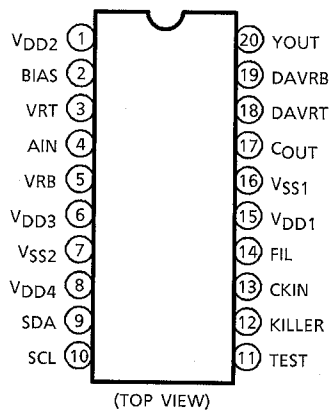 VDD2 1 20 YOUT
BIAS 2 19 DAVRB
VRT 3 18 DAVRT
AIN 4 17 COUT
VRB 5 16 VSS1
VDD3 6 15 VDD1
VSS2 7 14 FIL
VDD4 8 13 CKIN
SDA 9 12 KILLER
SCL 10 11 TEST
(TOP VIEW)